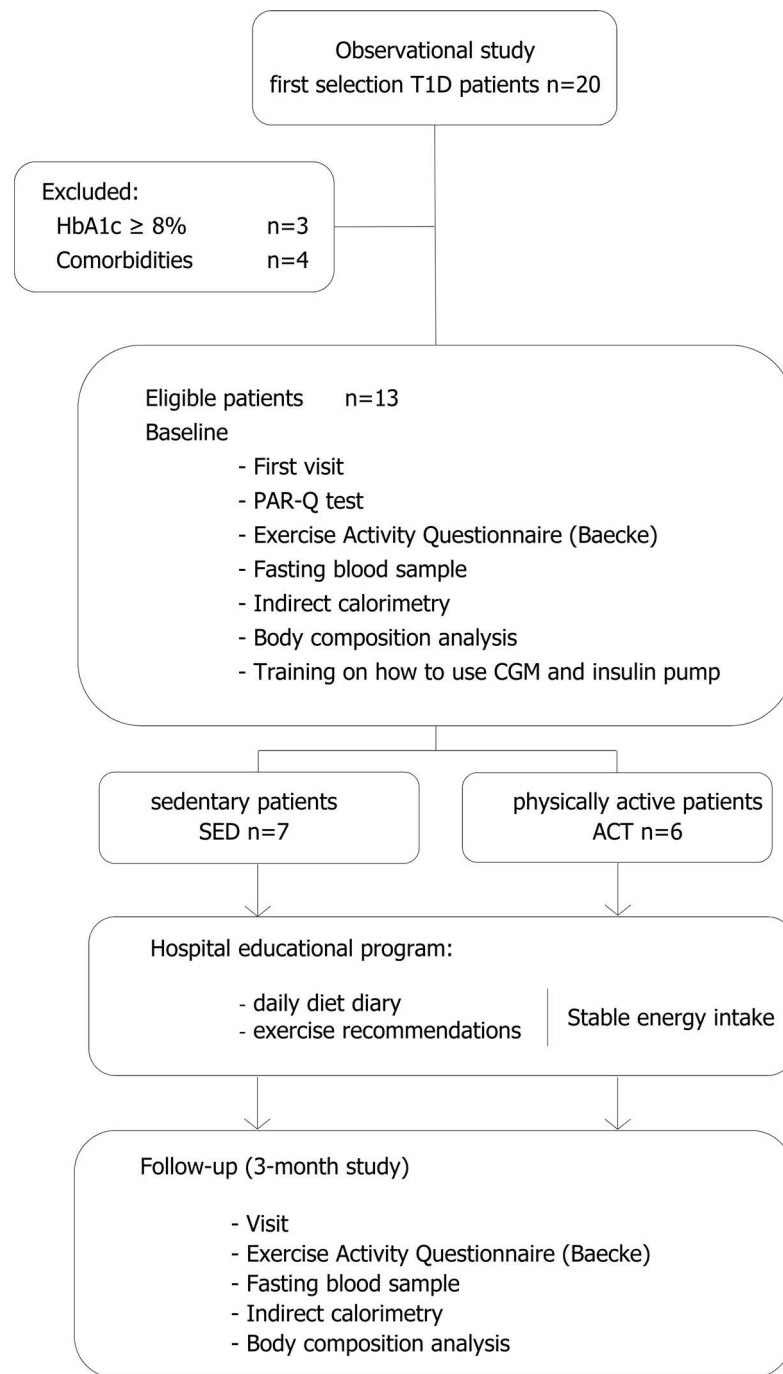 Observational study
first selection T1D patients n=20
Excluded:
HbA1c ≥ 8% n=3
Comorbidities n=4
Eligible patients n=13
Baseline
- First visit
- PAR-Q test
- Exercise Activity Questionnaire (Baecke)
- Fasting blood sample
- Indirect calorimetry
- Body composition analysis
- Training on how to use CGM and insulin pump
sedentary patients
SED n=7
physically active patients
ACT n=6
Hospital educational program:
- daily diet diary
- exercise recommendations
Stable energy intake
Follow-up (3-month study)
- Visit
- Exercise Activity Questionnaire (Baecke)
- Fasting blood sample
- Indirect calorimetry
- Body composition analysis